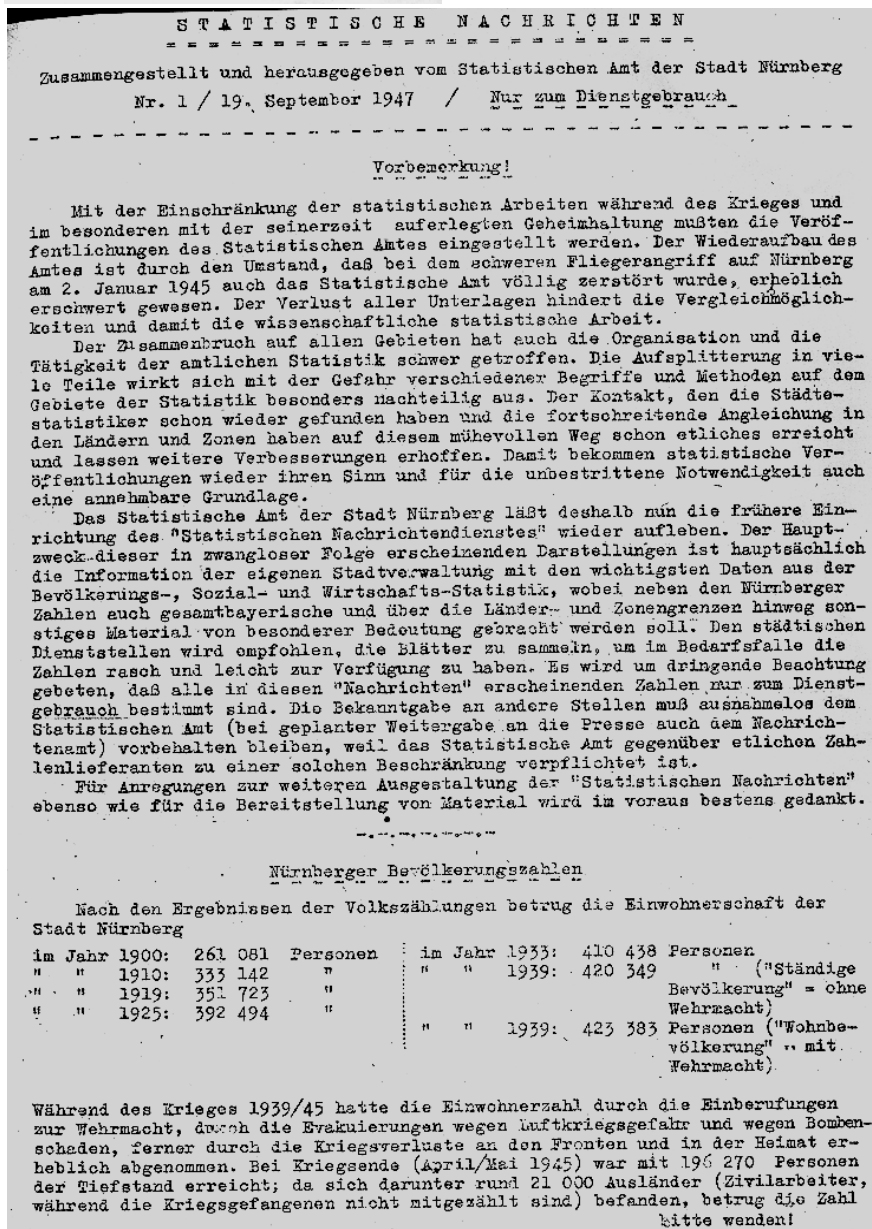 STATISTISCHE NACHRICHTEN
Zusammengestellt und herausgegeben vom Statistischen Amt der Stadt Nürnberg
Nr. 1 / 19. September 1947 / Nur zum Dienstgebrauch
Vorbemerkung!
Mit der Einschränkung der statistischen Arbeiten während des Krieges und
im besonderen mit der seinerzeit auferlegten Geheimhaltung mußten die Veröf-
fentlichungen des Statistischen Amtes eingestellt werden. Der Wiederaufbau des
Amtes ist durch den Umstand, daß bei dem schweren Fliegerangriff auf Nürnberg
am 2. Januar 1945 auch das Statistische Amt völlig zerstört wurde, erheblich
erschwert gewesen. Der Verlust aller Unterlagen hindert die Vergleichmöglich-
keiten und damit die wissenschaftliche statistische Arbeit.
Der Zusammenbruch auf allen Gebieten hat auch die Organisation und die
Tätigkeit der amtlichen Statistik schwer getroffen. Die Aufsplitterung in vie-
le Teile wirkt sich mit der Gefahr verschiedener Begriffe und Methoden auf dem
Gebiete der Statistik besonders nachteilig aus. Der Kontakt, den die Städte-
statistiker schon wieder gefunden haben und die fortschreitende Angleichung in
den Ländern und Zonen haben auf diesem mühevollen Weg schon etliches erreicht
und lassen weitere Verbesserungen erhoffen. Damit bekommen statistische Ver-
öffentlichungen wieder ihren Sinn und für die unbestrittene Notwendigkeit auch
eine annehmbare Grundlage.
Das Statistische Amt der Stadt Nürnberg läßt deshalb nun die frühere Ein-
richtung des "Statistischen Nachrichtendienstes" wieder aufleben. Der Haupt-
zweck dieser in zwangloser Folge erscheinenden Darstellungen ist hauptsächlich
die Information der eigenen Stadtverwaltung mit den wichtigsten Daten aus der
Bevölkerungs-, Sozial- und Wirtschafts-Statistik, wobei neben den Nürnberger
Zahlen auch gesamtbayerische und über die Länder- und Zonengrenzen hinweg son-
stiges Material von besonderer Bedeutung gebracht werden soll. Den städtischen
Dienststellen wird empfohlen, die Blätter zu sammeln, um im Bedarfsfalle die
Zahlen rasch und leicht zur Verfügung zu haben. Es wird um dringende Beachtung
gebeten, daß alle in diesen "Nachrichten" erscheinenden Zahlen nur zum Dienst-
gebrauch bestimmt sind. Die Bekanntgabe an andere Stellen muß ausnahmslos dem
Statistischen Amt (bei geplanter Weitergabe an die Presse auch dem Nachrich-
tenamt) vorbehalten bleiben, weil das Statistische Amt gegenüber etlichen Zah-
lenlieferanten zu einer solchen Beschränkung verpflichtet ist.
Für Anregungen zur weiteren Ausgestaltung der "Statistischen Nachrichten"
ebenso wie für die Bereitstellung von Material wird im voraus bestens gedankt.
Nürnberger Bevölkerungszahlen
Nach den Ergebnissen der Volkszählungen betrug die Einwohnerschaft der
Stadt Nürnberg
im Jahr 1900: 261 081 Personen
" " 1910: 333 142 "
" " 1919: 351 723 "
" " 1925: 392 494 "
im Jahr 1933: 410 438 Personen
" " 1939: 420 349 " ("Ständige
Bevölkerung" = ohne
Wehrmacht)
" " 1939: 423 383 Personen ("Wohnbe-
völkerung" = mit
Wehrmacht)
Während des Krieges 1939/45 hatte die Einwohnerzahl durch die Einberufungen
zur Wehrmacht, durch die Evakuierungen wegen Luftkriegsgefahr und wegen Bomben-
schaden, ferner durch die Kriegsverluste an den Fronten und in der Heimat er-
heblich abgenommen. Bei Kriegsende (April/Mai 1945) war mit 196 270 Personen
der Tiefstand erreicht; da sich darunter rund 21 000 Ausländer (Zivilarbeiter,
während die Kriegsgefangenen nicht mitgezählt sind) befanden, betrug die Zahl
bitte wenden!